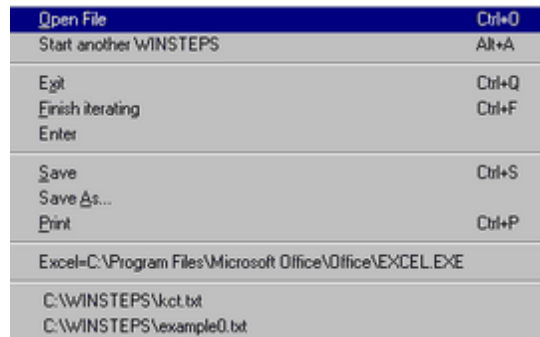 Open File Ctrl+O
Start another WINSTEPS Alt+A
Exit Ctrl+Q
Finish iterating Ctrl+F
Enter
Save Ctrl+S
Save As...
Print Ctrl+P
Excel=C:\Program Files\Microsoft Office\Office\EXCEL.EXE
C:\WINSTEPS\kct.txt
C:\WINSTEPS\example0.txt